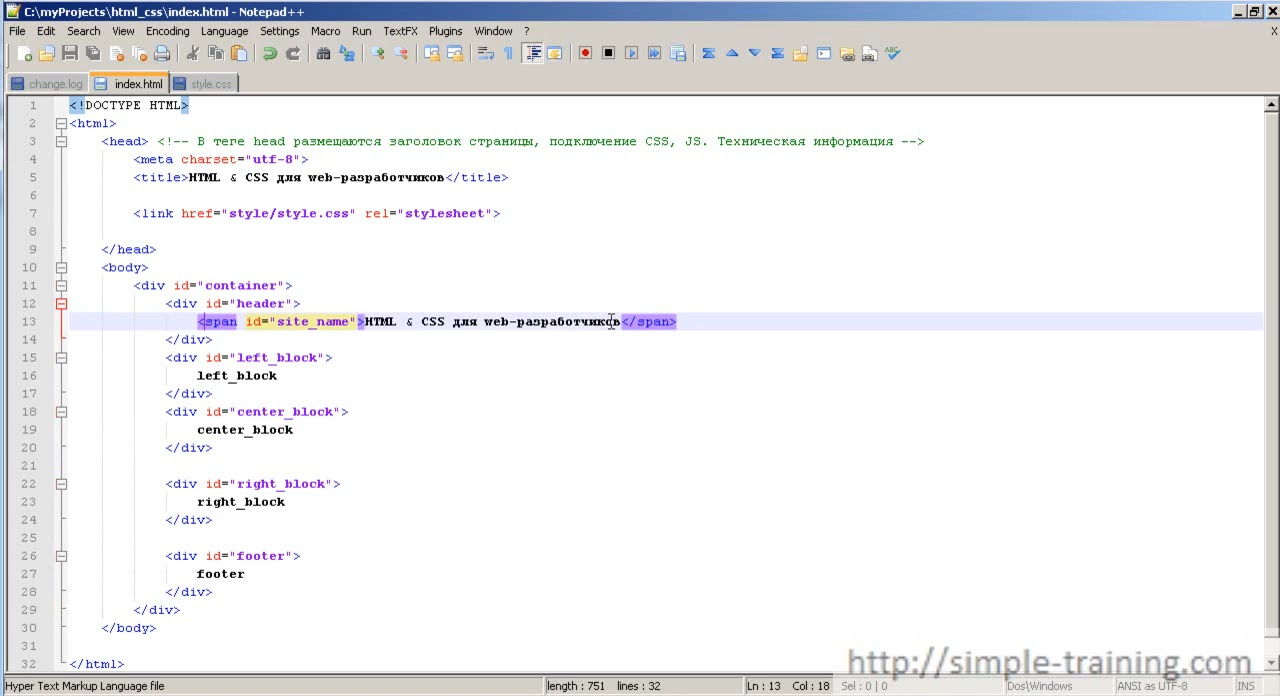 C:\myProjects\html_css\index.html - Notepad++
File Edit Search View Encoding Language Settings Macro Run TextFX Plugins Window ? X
change.log index.html style.css
1 <!DOCTYPE HTML>
2 <html>
3 <head> <!-- В теге head размещаются заголовок страницы, подключение CSS, JS. Техническая информация -->
4 <meta charset="utf-8">
5 <title>HTML & CSS для web-разработчиков</title>
6
7 <link href="style/style.css" rel="stylesheet">
8
9 </head>
10 <body>
11 <div id="container">
12 <div id="header">
13 <span id="site_name">HTML & CSS для web-разработчиков</span>
14 </div>
15 <div id="left_block">
16 left_block
17 </div>
18 <div id="center_block">
19 center_block
20 </div>
21
22 <div id="right_block">
23 right_block
24 </div>
25
26 <div id="footer">
27 footer
28 </div>
29 </div>
30 </body>
31
32 </html>
http://simple-training.com
Hyper Text Markup Language file length : 751 lines : 32 Ln : 13 Col : 18 Sel : 0 | 0 Dos\Windows ANSI as UTF-8 INS